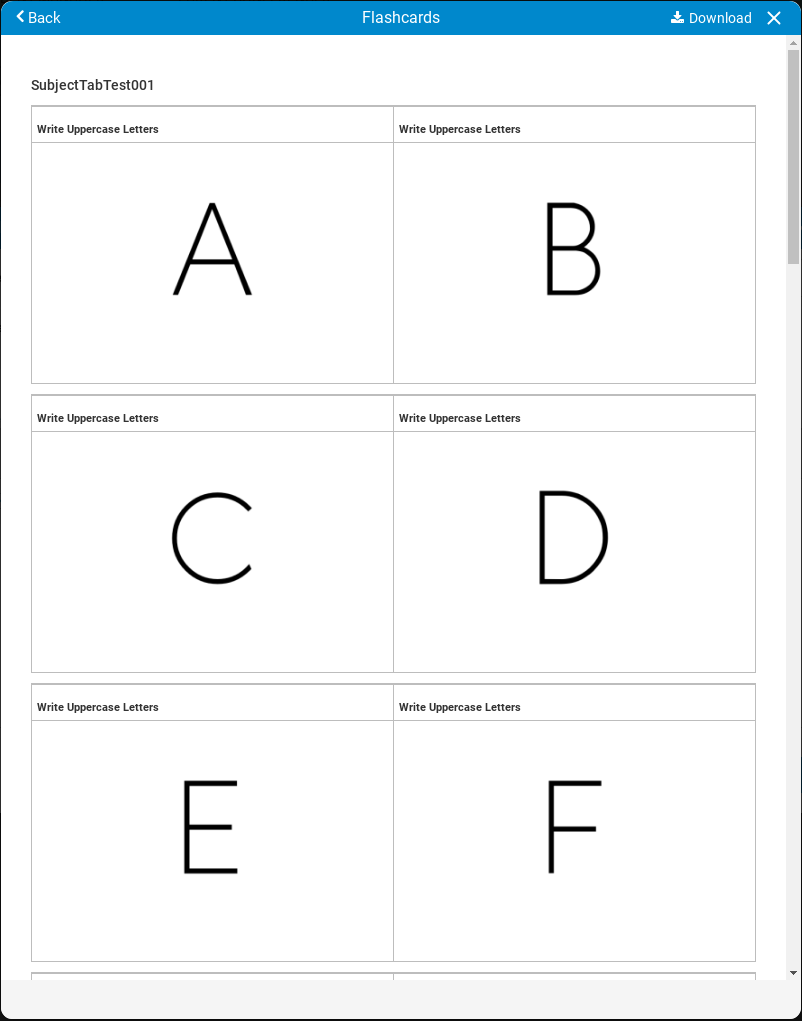 Back Flashcards Download
SubjectTabTest001
Write Uppercase Letters Write Uppercase Letters
A B
Write Uppercase Letters Write Uppercase Letters
C D
Write Uppercase Letters Write Uppercase Letters
E F